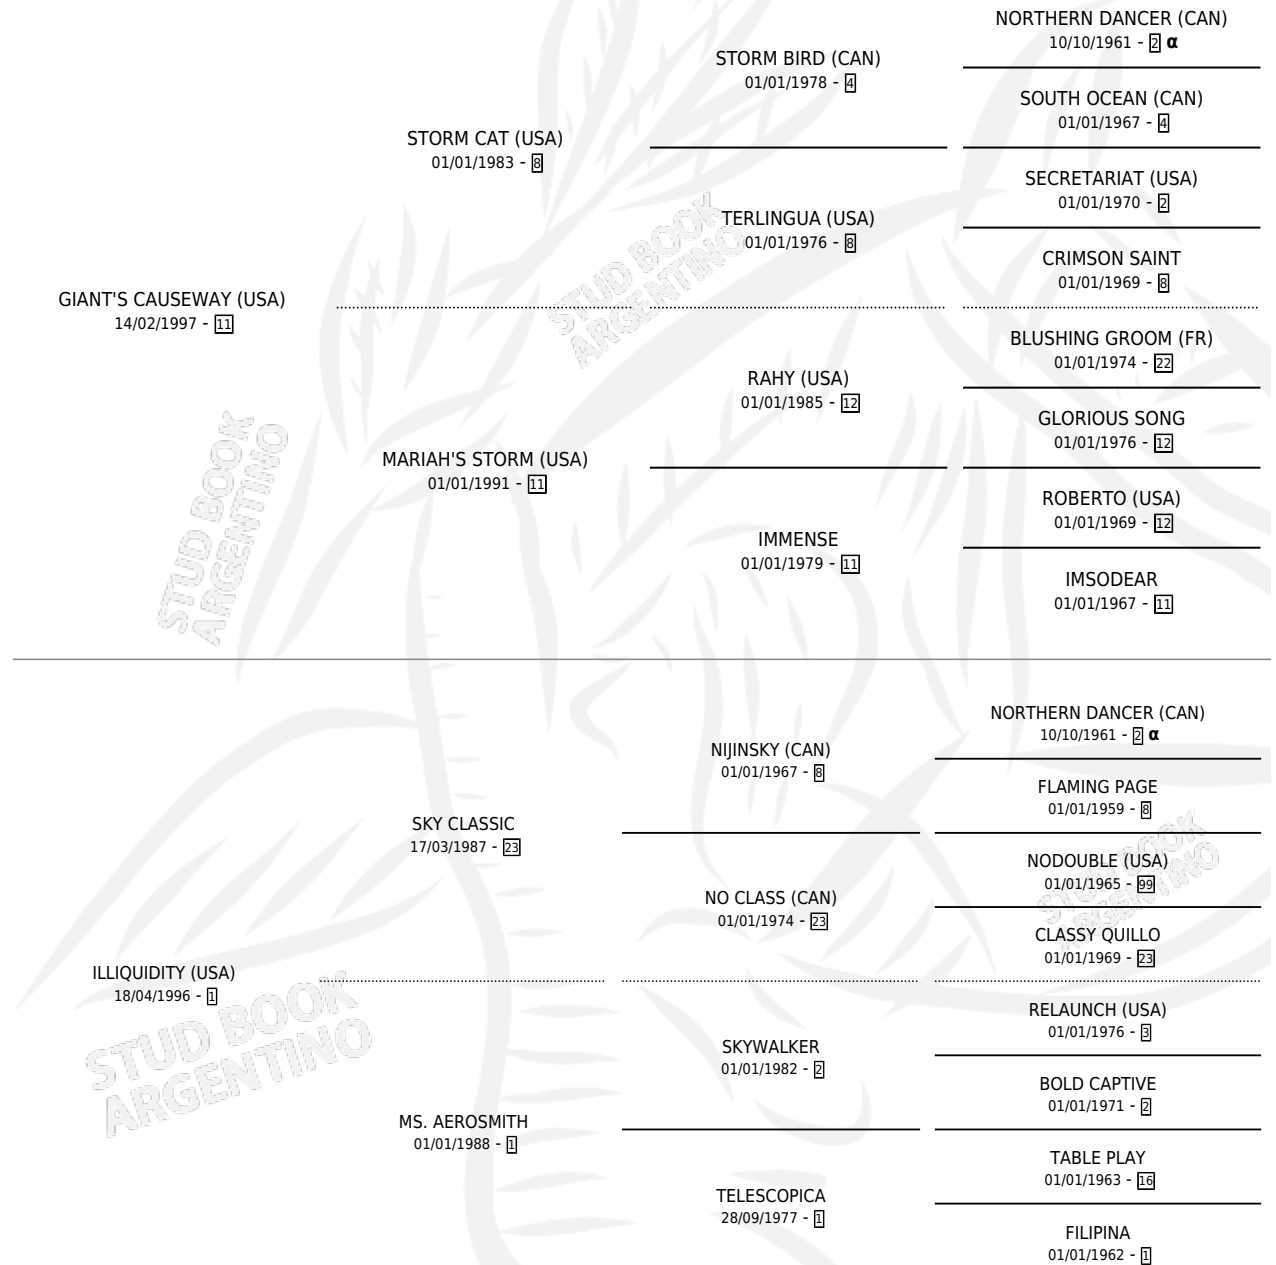 NORTHERN DANCER (CAN)
10/10/1961 - 2 α
STORM BIRD (CAN)
01/01/1978 - 4
SOUTH OCEAN (CAN)
01/01/1967 - 4
STORM CAT (USA)
01/01/1983 - 8
SECRETARIAT (USA)
01/01/1970 - 2
TERLINGUA (USA)
01/01/1976 - 8
CRIMSON SAINT
01/01/1969 - 8
GIANT'S CAUSEWAY (USA)
14/02/1997 - 11
BLUSHING GROOM (FR)
01/01/1974 - 22
RAHY (USA)
01/01/1985 - 12
GLORIOUS SONG
01/01/1976 - 12
MARIAH'S STORM (USA)
01/01/1991 - 11
ROBERTO (USA)
01/01/1969 - 12
IMMENSE
01/01/1979 - 11
IMSODEAR
01/01/1967 - 11
NORTHERN DANCER (CAN)
10/10/1961 - 2 α
NIJINSKY (CAN)
01/01/1967 - 8
FLAMING PAGE
01/01/1959 - 8
SKY CLASSIC
17/03/1987 - 23
NODOUBLE (USA)
01/01/1965 - 99
NO CLASS (CAN)
01/01/1974 - 23
CLASSY QUILLO
01/01/1969 - 23
ILLIQUIDITY (USA)
18/04/1996 - 1
RELAUNCH (USA)
01/01/1976 - 3
SKYWALKER
01/01/1982 - 2
BOLD CAPTIVE
01/01/1971 - 2
MS. AEROSMITH
01/01/1988 - 1
TABLE PLAY
01/01/1963 - 16
TELESCOPICA
28/09/1977 - 1
FILIPINA
01/01/1962 - 1
STUD BOOK
ARGENTINO
STUD BOOK
ARGENTINO
STUD BOOK
ARGENTINO
STUD BOOK
ARGENTINO